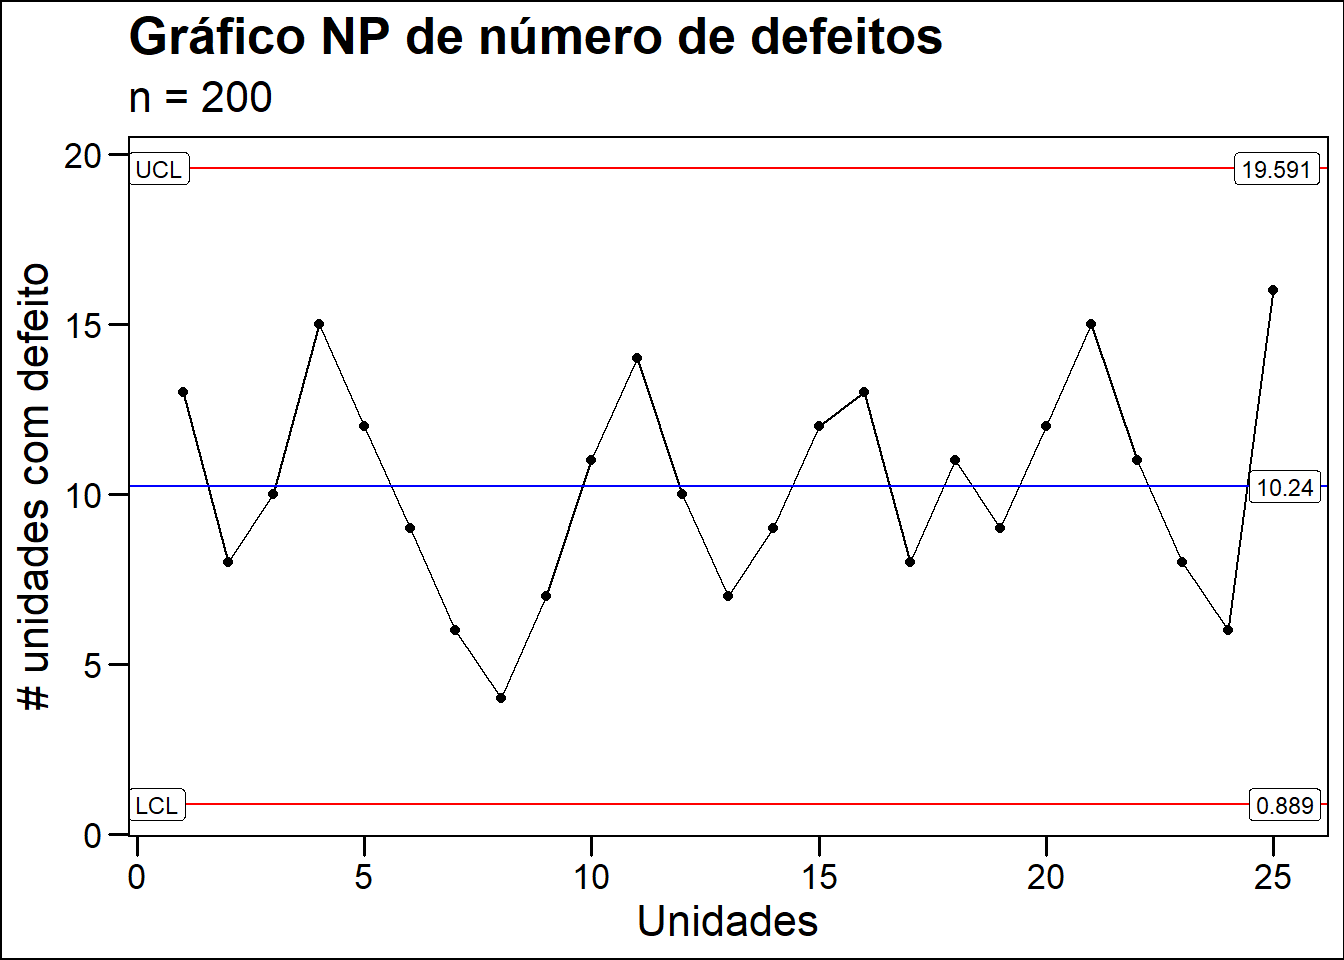 Gráfico NP de número de defeitos
n = 200
# unidades com defeito
20
15
10
5
0
UCL
19.591
10.24
LCL
0.889
0 5 10 15 20 25
Unidades